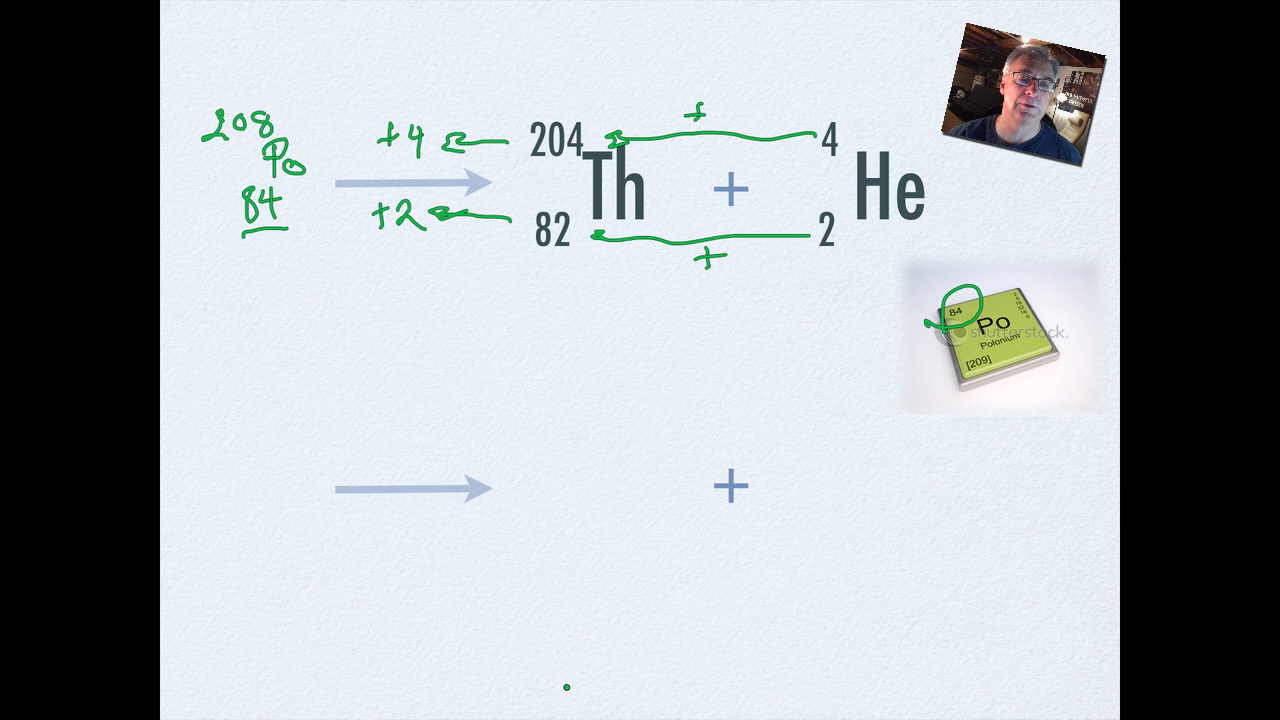 208
Po
84
+4
+2
+
204
Th
82
+
4
He
2
+
84
Po
Polonium
[209]
shutterstock.
+